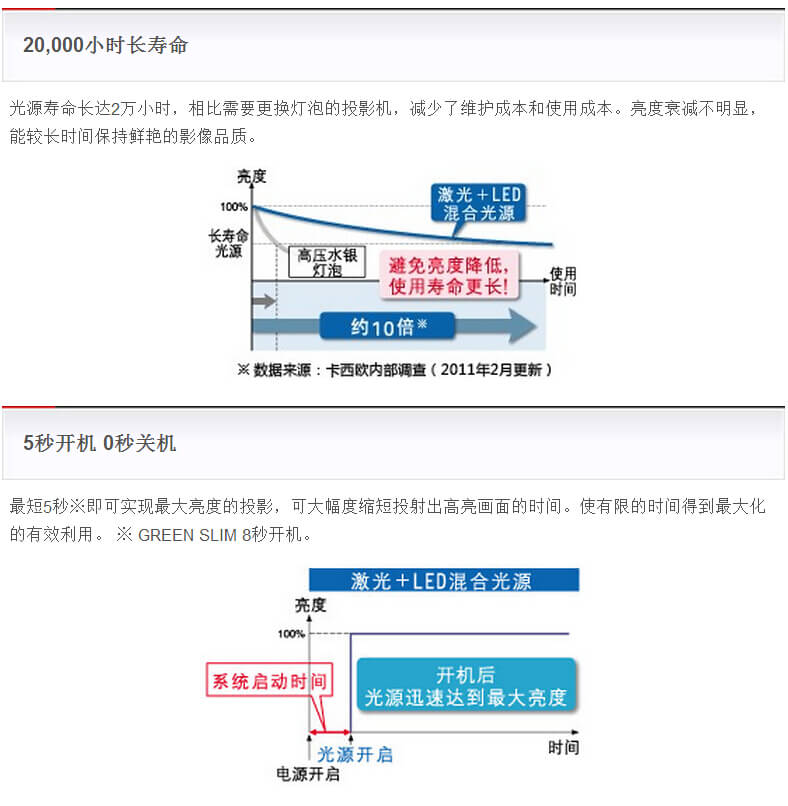 20,000小时长寿命
光源寿命长达2万小时，相比需要更换灯泡的投影机，减少了维护成本和使用成本。亮度衰减不明显，
能较长时间保持鲜艳的影像品质。
亮度
100%
激光＋LED
混合光源
长寿命
光源
高压水银
灯泡
避免亮度降低，
使用寿命更长！
使用
时间
约10倍※
※ 数据来源：卡西欧内部调查（2011年2月更新）
5秒开机 0秒关机
最短5秒※即可实现最大亮度的投影，可大幅度缩短投射出高亮画面的时间。使有限的时间得到最大化
的有效利用。 ※ GREEN SLIM 8秒开机。
激光＋LED混合光源
亮度
100%
系统启动时间
开机后
光源迅速达到最大亮度
时间
光源开启
电源开启